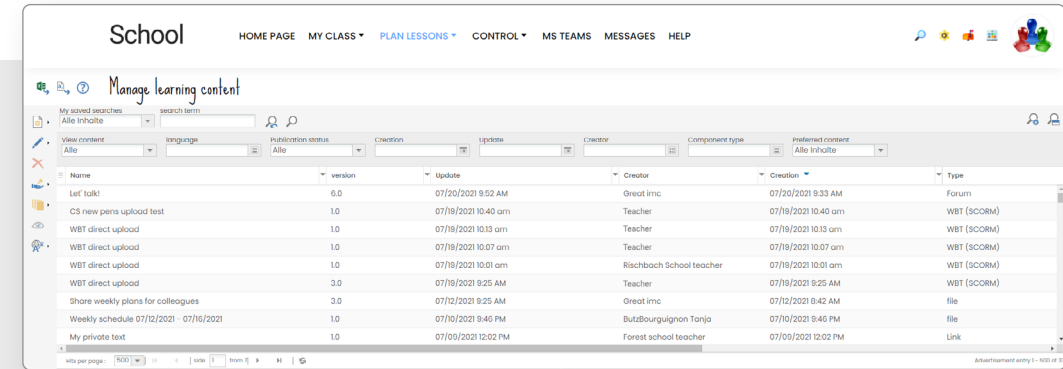 School HOME PAGE MY CLASS PLAN LESSONS CONTROL MS TEAMS MESSAGES HELP
Manage learning content
My saved searches search term
Alle Inhalte
View content language Publication status Creation Update Creator Component type Preferred content
Alle Alle Alle Inhalte
Name version Update Creator Creation Type
Let' talk! 6.0 07/20/2021 9:52 AM Great imc 07/20/2021 9:33 AM Forum
CS new pens upload test 1.0 07/19/2021 10:40 am Teacher 07/19/2021 10:40 am WBT (SCORM)
WBT direct upload 1.0 07/19/2021 10:13 am Teacher 07/19/2021 10:13 am WBT (SCORM)
WBT direct upload 1.0 07/19/2021 10:07 am Teacher 07/19/2021 10:07 am WBT (SCORM)
WBT direct upload 1.0 07/19/2021 10:01 am Rischbach School teacher 07/19/2021 10:01 am WBT (SCORM)
WBT direct upload 3.0 07/19/2021 9:25 AM Teacher 07/19/2021 9:25 AM WBT (SCORM)
Share weekly plans for colleagues 3.0 07/12/2021 9:25 AM Great imc 07/12/2021 8:42 AM file
Weekly schedule 07/12/2021 - 07/16/2021 1.0 07/10/2021 9:46 PM ButzBourguignon Tanja 07/10/2021 9:46 PM file
My private text 1.0 07/09/2021 12:02 PM Forest school teacher 07/09/2021 12:02 PM Link
Hits per page: 500 side 1 from Advertisement entry 1 - 500 of